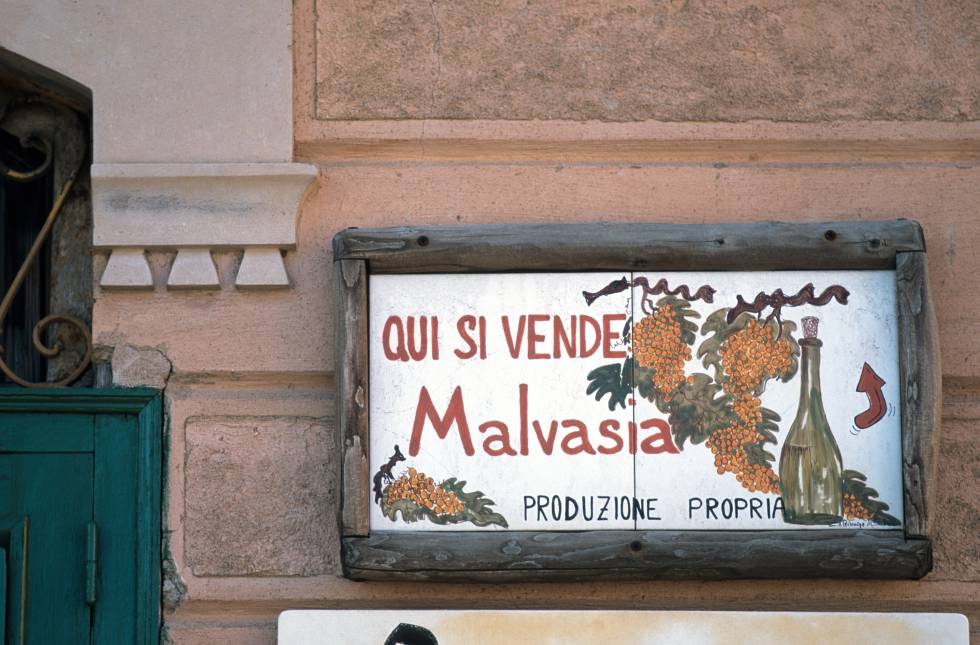 QUI SI VENDE
Malvasia
PRODUZIONE PROPRIA